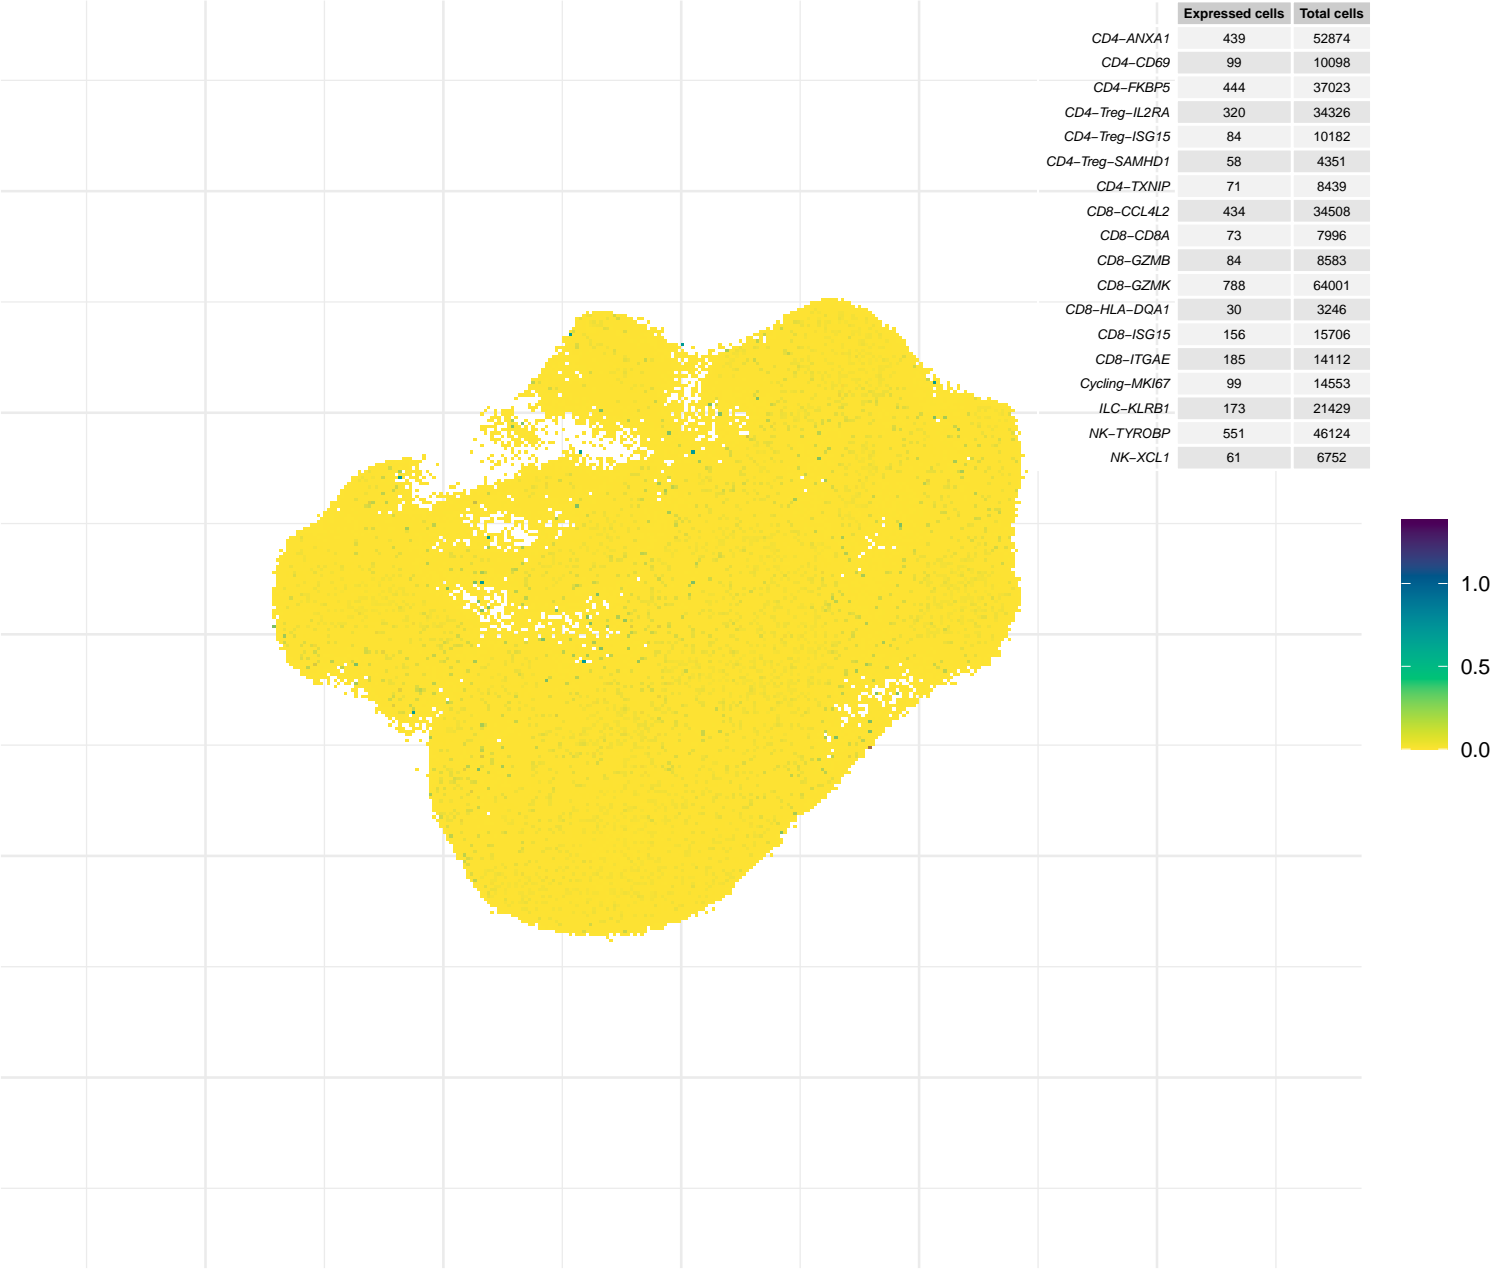 Expressed cells Total cells
CD4−ANXA1 439 52874
CD4−CD69 99 10098
CD4−FKBP5 444 37023
CD4−Treg−IL2RA 320 34326
CD4−Treg−ISG15 84 10182
CD4−Treg−SAMHD1 58 4351
CD4−TXNIP 71 8439
CD8−CCL4L2 434 34508
CD8−CD8A 73 7996
CD8−GZMB 84 8583
CD8−GZMK 788 64001
CD8−HLA−DQA1 30 3246
CD8−ISG15 156 15706
CD8−ITGAE 185 14112
Cycling−MKI67 99 14553
ILC−KLRB1 173 21429
NK−TYROBP 551 46124
NK−XCL1 61 6752
1.0
0.5
0.0